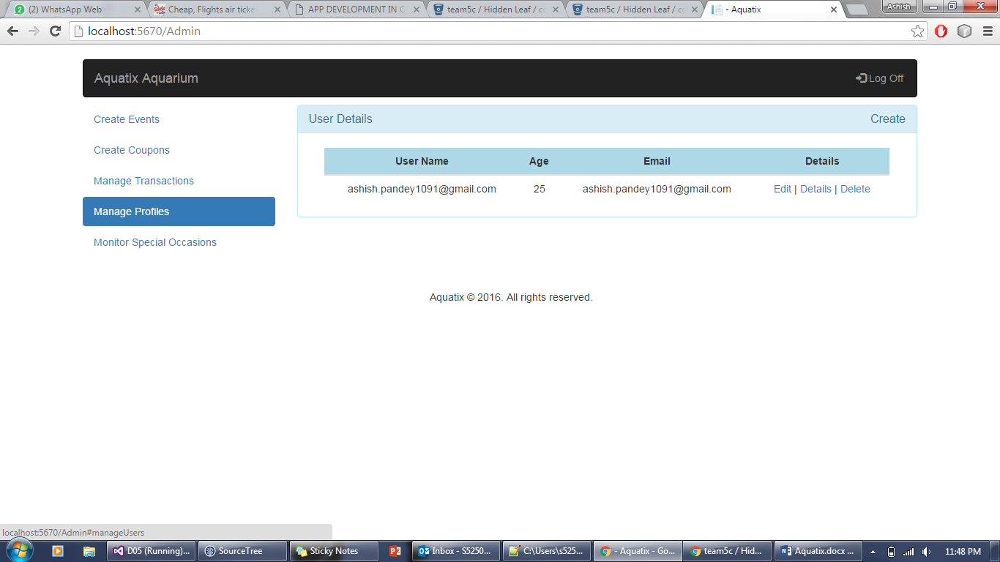 (2) WhatsApp Web
Cheap, Flights air ticke
APP DEVELOPMENT IN C
team5c / Hidden Leaf / cc
team5c / Hidden Leaf / cc
- Aquatix
Ashish
localhost:5670/Admin
Aquatix Aquarium
Log Off
Create Events
Create Coupons
Manage Transactions
Manage Profiles
Monitor Special Occasions
User Details
Create
User Name Age Email Details
ashish.pandey1091@gmail.com 25 ashish.pandey1091@gmail.com Edit | Details | Delete
Aquatix © 2016. All rights reserved.
localhost:5670/Admin#manageUsers
D05 (Running)...
SourceTree
Sticky Notes
Inbox - S5250...
C:\Users\s525...
- Aquatix - Go...
team5c / Hid...
Aquatix.docx ...
11:48 PM